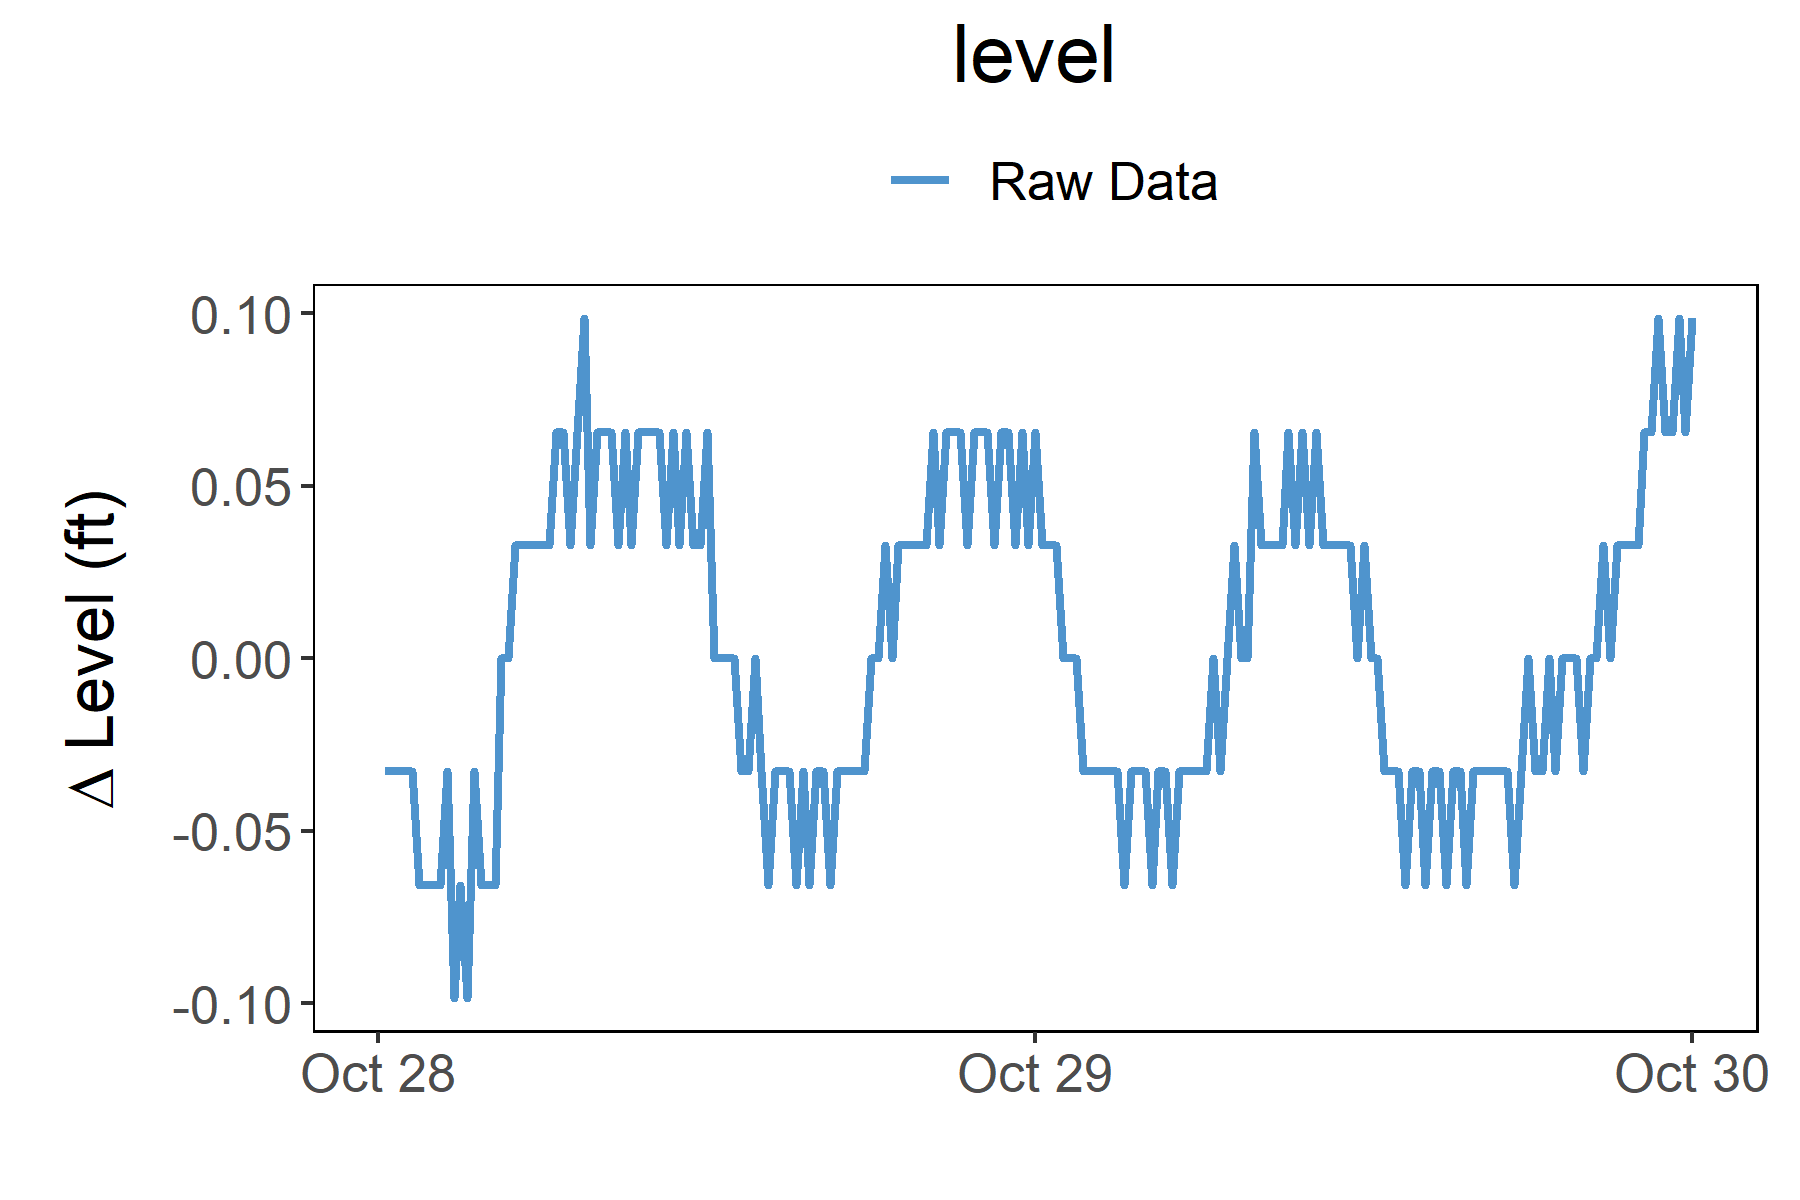 level
Raw Data
Δ Level (ft)
0.10
0.05
0.00
-0.05
-0.10
Oct 28
Oct 29
Oct 30